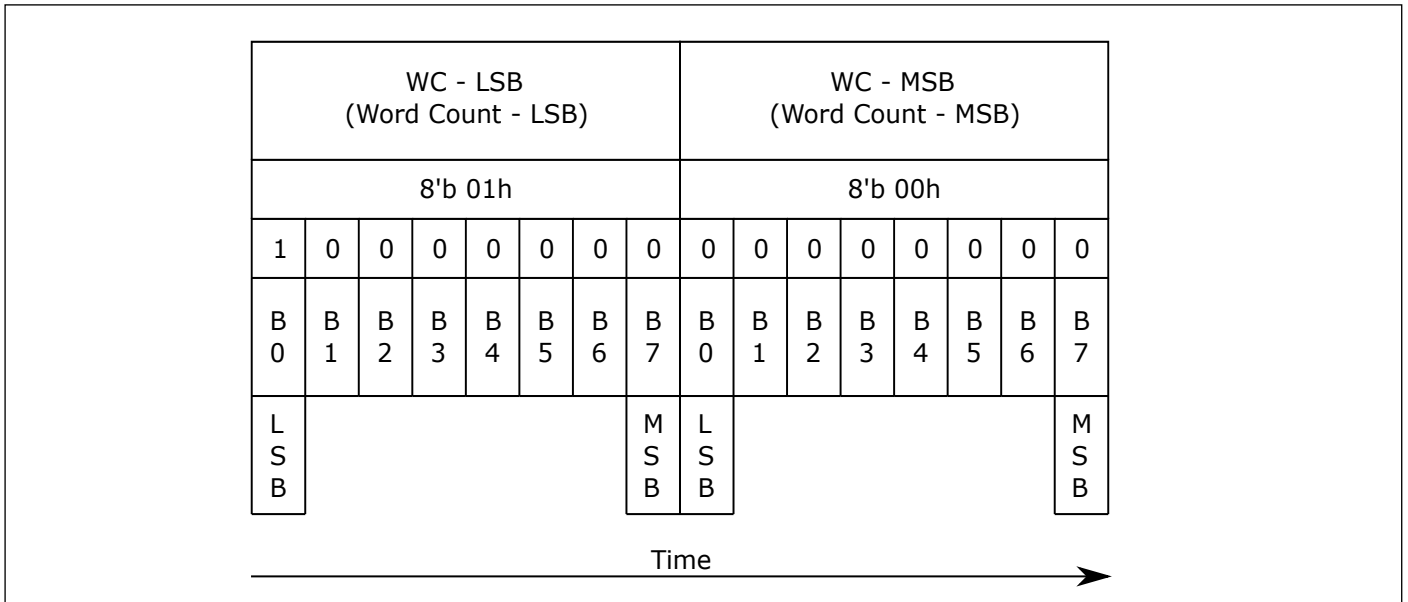 WC - LSB
(Word Count - LSB)
WC - MSB
(Word Count - MSB)
8'b 01h
8'b 00h
1 0 0 0 0 0 0 0 0 0 0 0 0 0 0 0
B B B B B B B B B B B B B B B B
0 1 2 3 4 5 6 7 0 1 2 3 4 5 6 7
L M L M
S S S S
B B B B
Time